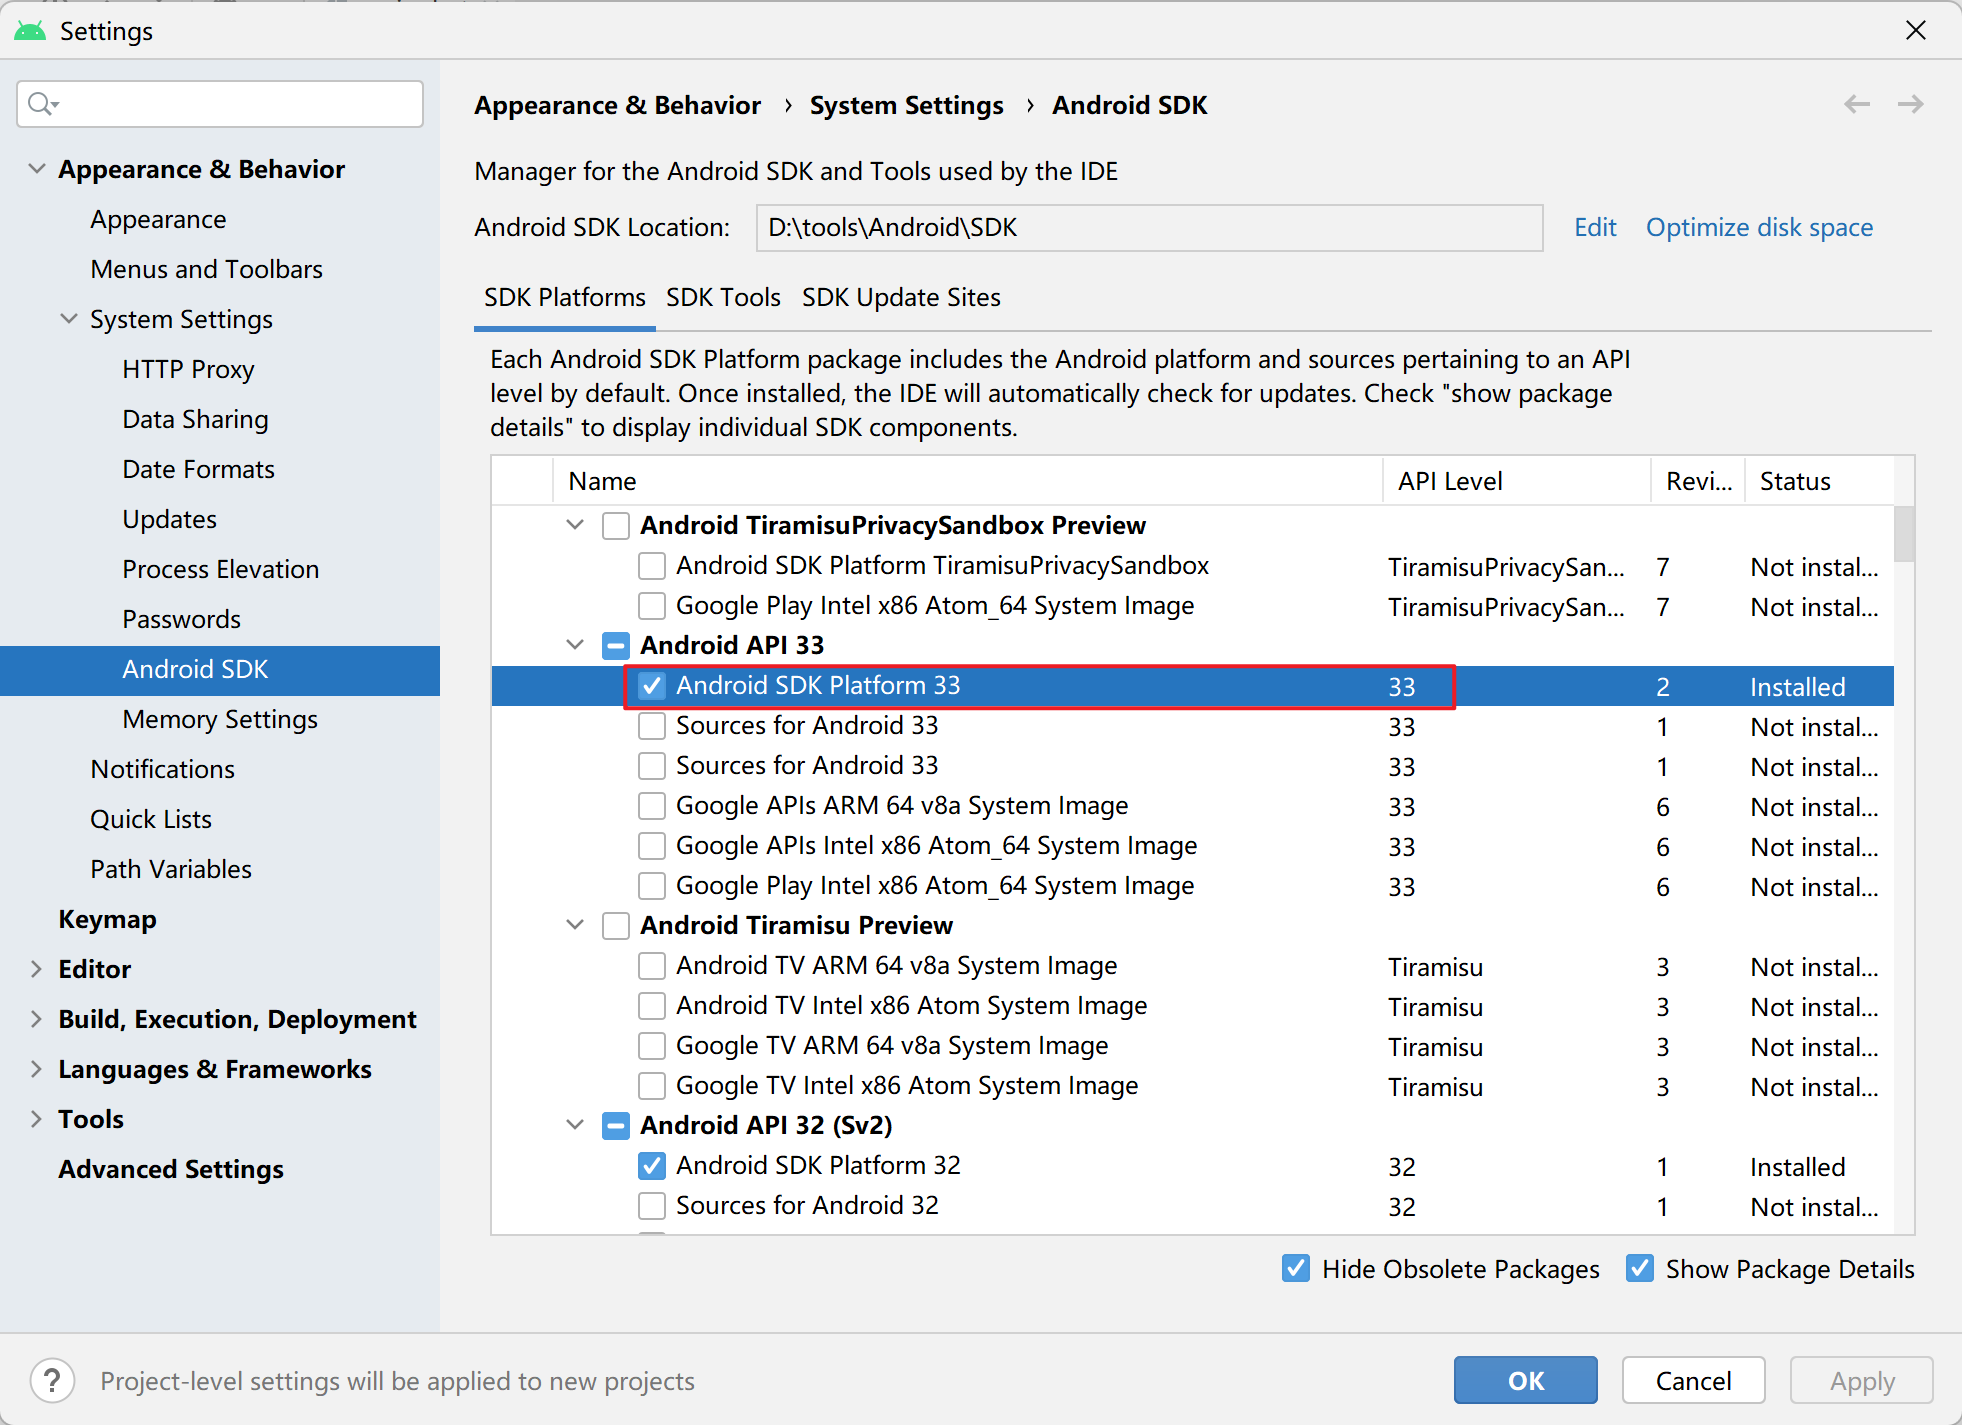 Settings
Appearance & Behavior
Appearance
Menus and Toolbars
System Settings
HTTP Proxy
Data Sharing
Date Formats
Updates
Process Elevation
Passwords
Android SDK
Memory Settings
Notifications
Quick Lists
Path Variables
Keymap
Editor
Build, Execution, Deployment
Languages & Frameworks
Tools
Advanced Settings
Appearance & Behavior › System Settings › Android SDK
Manager for the Android SDK and Tools used by the IDE
Android SDK Location: D:\tools\Android\SDK Edit Optimize disk space
SDK Platforms SDK Tools SDK Update Sites
Each Android SDK Platform package includes the Android platform and sources pertaining to an API
level by default. Once installed, the IDE will automatically check for updates. Check "show package
details" to display individual SDK components.
Name API Level Revi... Status
Android TiramisuPrivacySandbox Preview
Android SDK Platform TiramisuPrivacySandbox TiramisuPrivacySan... 7 Not instal...
Google Play Intel x86 Atom_64 System Image TiramisuPrivacySan... 7 Not instal...
Android API 33
Android SDK Platform 33 33 2 Installed
Sources for Android 33 33 1 Not instal...
Sources for Android 33 33 1 Not instal...
Google APIs ARM 64 v8a System Image 33 6 Not instal...
Google APIs Intel x86 Atom_64 System Image 33 6 Not instal...
Google Play Intel x86 Atom_64 System Image 33 6 Not instal...
Android Tiramisu Preview
Android TV ARM 64 v8a System Image Tiramisu 3 Not instal...
Android TV Intel x86 Atom System Image Tiramisu 3 Not instal...
Google TV ARM 64 v8a System Image Tiramisu 3 Not instal...
Google TV Intel x86 Atom System Image Tiramisu 3 Not instal...
Android API 32 (Sv2)
Android SDK Platform 32 32 1 Installed
Sources for Android 32 32 1 Not instal...
Hide Obsolete Packages Show Package Details
? Project-level settings will be applied to new projects
OK Cancel Apply